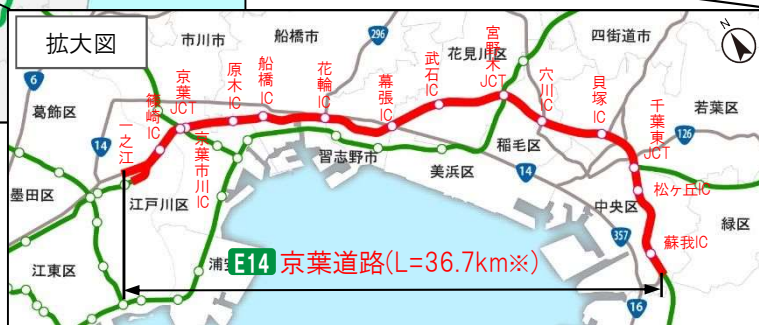 拡大図
市川市
船橋市
296
宮野木JCT
四街道市
N
6
葛飾区
篠崎IC
京葉JCT
原木IC
船橋IC
花輪IC
幕張IC
武石IC
花見川区
穴川IC
貝塚IC
千葉東JCT
若葉区
14
一之江
京葉市川IC
習志野市
美浜区
稲毛区
14
126
墨田区
江戸川区
中央区
松ヶ丘IC
357
緑区
蘇我IC
江東区
浦安
E14 京葉道路(L=36.7km※)
16